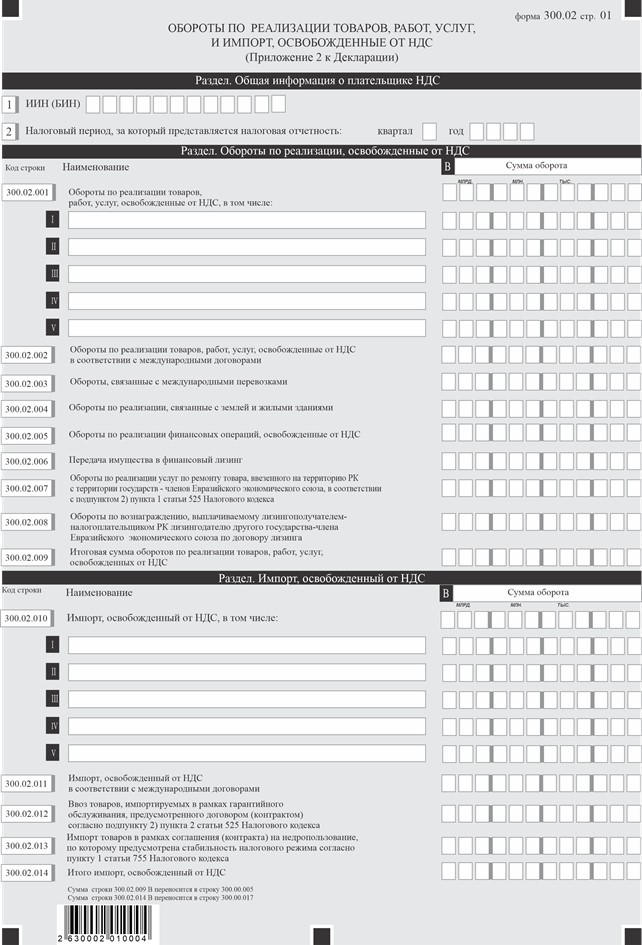 форма 300.02 стр. 01
ОБОРОТЫ ПО РЕАЛИЗАЦИИ ТОВАРОВ, РАБОТ, УСЛУГ,
И ИМПОРТ, ОСВОБОЖДЕННЫЕ ОТ НДС
(Приложение 2 к Декларации)
Раздел. Общая информация о плательщике НДС
1 ИИН (БИН)
2 Налоговый период, за который представляется налоговая отчетность: квартал год
Раздел. Обороты по реализации, освобожденные от НДС
Код строки Наименование B Сумма оборота
МЛРД. МЛН. ТЫС.
300.02.001 Обороты по реализации товаров,
работ, услуг, освобожденные от НДС, в том числе:
I
II
III
IV
V
300.02.002 Обороты по реализации товаров, работ, услуг, освобожденные от НДС
в соответствии с международными договорами
300.02.003 Обороты, связанные с международными перевозками
300.02.004 Обороты по реализации, связанные с землей и жилыми зданиями
300.02.005 Обороты по реализации финансовых операций, освобожденные от НДС
300.02.006 Передача имущества в финансовый лизинг
300.02.007 Обороты по реализации услуг по ремонту товара, ввезенного на территорию РК
с территории государств - членов Евразийского экономического союза, в соответствии
с подпунктом 2) пункта 1 статьи 525 Налогового кодекса
300.02.008 Обороты по вознаграждению, выплачиваемому лизингополучателем-
налогоплательщиком РК лизингодателю другого государства-члена
Евразийского экономического союза по договору лизинга
300.02.009 Итоговая сумма оборотов по реализации товаров, работ, услуг,
освобожденных от НДС
Раздел. Импорт, освобожденный от НДС
Код строки Наименование B Сумма оборота
МЛРД. МЛН. ТЫС.
300.02.010 Импорт, освобожденный от НДС, в том числе:
I
II
III
IV
V
300.02.011 Импорт, освобожденный от НДС
в соответствии с международными договорами
300.02.012 Ввоз товаров, импортируемых в рамках гарантийного
обслуживания, предусмотренного договором (контрактом)
согласно подпункту 2) пункта 2 статьи 525 Налогового кодекса
300.02.013 Импорт товаров в рамках соглашения (контракта) на недропользование,
по которому предусмотрена стабильность налогового режима согласно
пункту 1 статьи 755 Налогового кодекса
300.02.014 Итого импорт, освобожденный от НДС
Сумма строки 300.02.009 В переносится в строку 300.00.005
Сумма строки 300.02.014 В переносится в строку 300.00.017
2 630002 010004